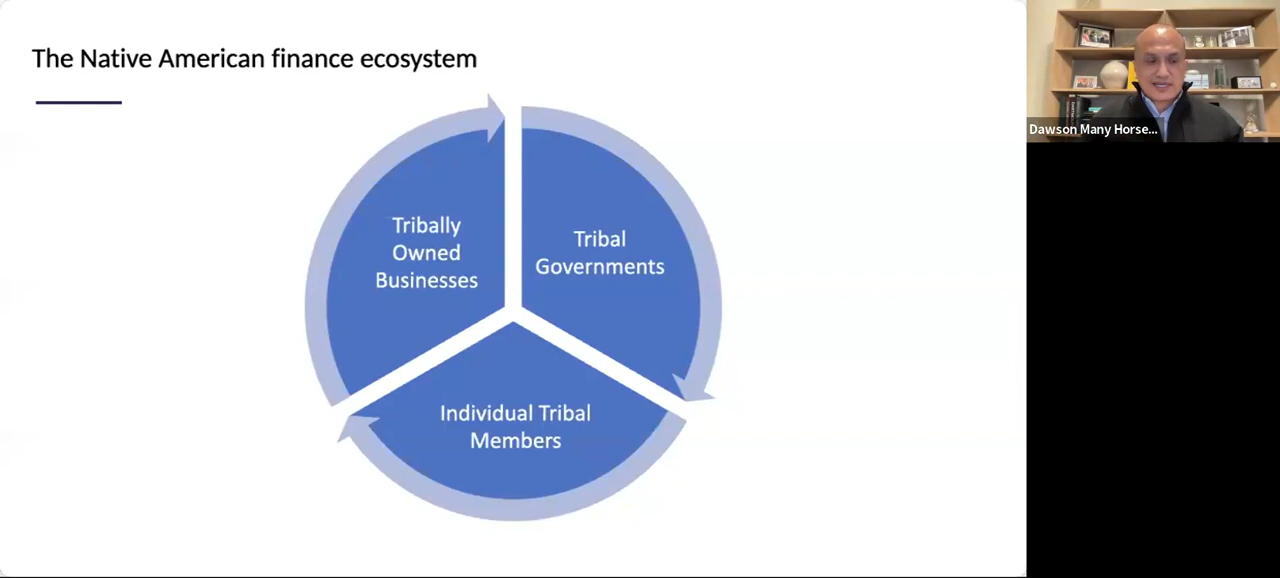 The Native American finance ecosystem
Tribally
Owned
Businesses
Tribal
Governments
Individual Tribal
Members
Dawson Many Horse...